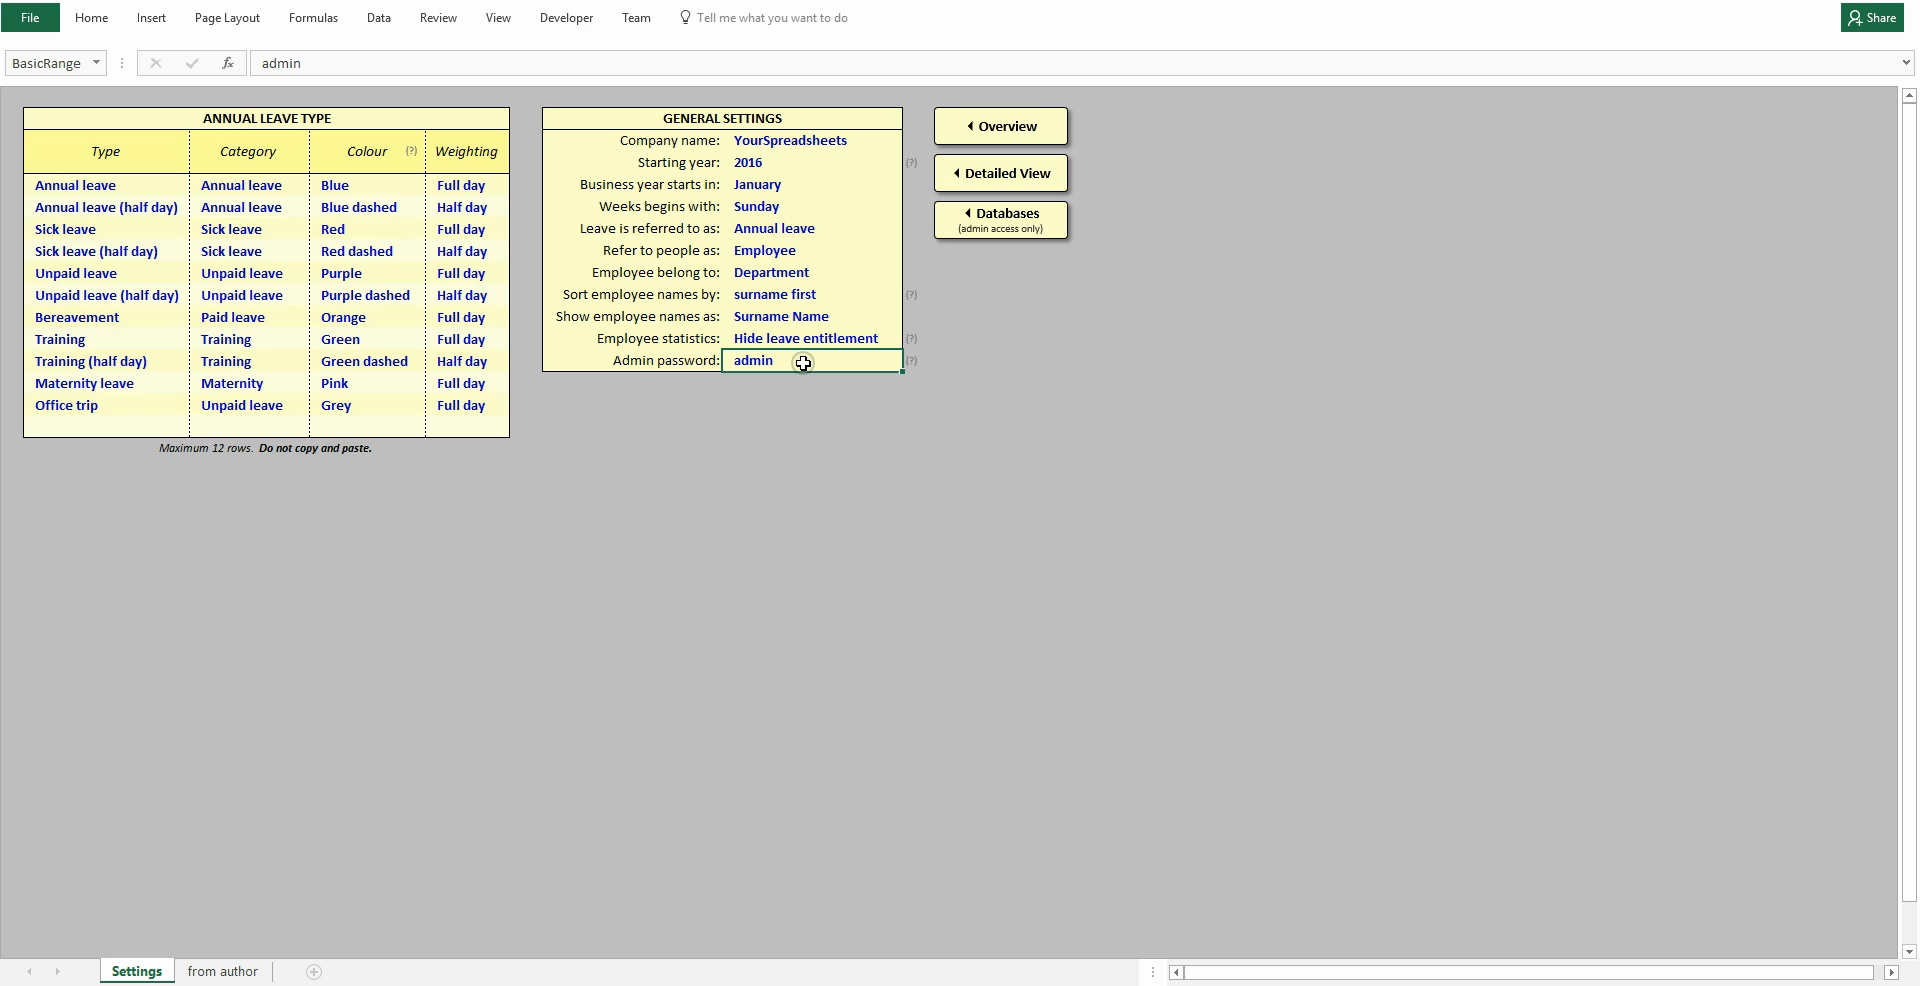 File Home Insert Page Layout Formulas Data Review View Developer Team Tell me what you want to do Share
BasicRange fx admin
ANNUAL LEAVE TYPE
Type Category Colour (?) Weighting
Annual leave Annual leave Blue Full day
Annual leave (half day) Annual leave Blue dashed Half day
Sick leave Sick leave Red Full day
Sick leave (half day) Sick leave Red dashed Half day
Unpaid leave Unpaid leave Purple Full day
Unpaid leave (half day) Unpaid leave Purple dashed Half day
Bereavement Paid leave Orange Full day
Training Training Green Full day
Training (half day) Training Green dashed Half day
Maternity leave Maternity Pink Full day
Office trip Unpaid leave Grey Full day
Maximum 12 rows. Do not copy and paste.
GENERAL SETTINGS
Company name: YourSpreadsheets
Starting year: 2016 (?)
Business year starts in: January
Weeks begins with: Sunday
Leave is referred to as: Annual leave
Refer to people as: Employee
Employee belong to: Department
Sort employee names by: surname first (?)
Show employee names as: Surname Name
Employee statistics: Hide leave entitlement (?)
Admin password: admin (?)
Overview
Detailed View
Databases
(admin access only)
Settings from author